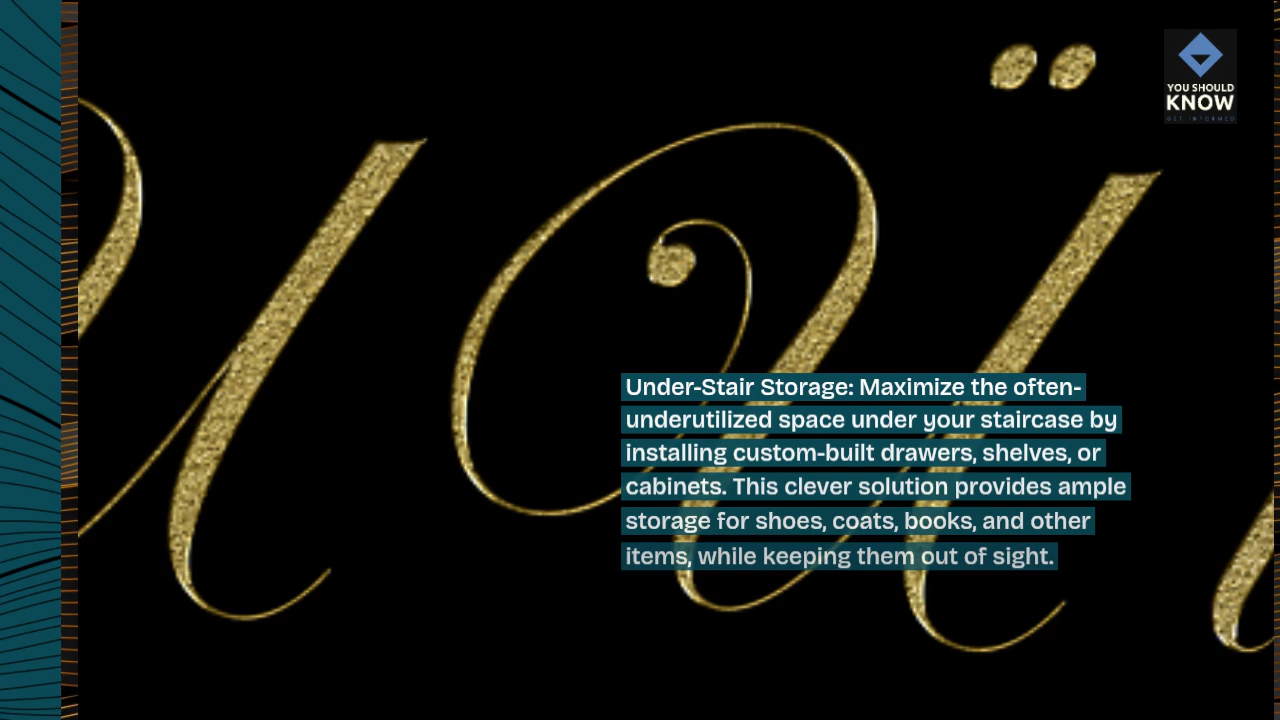 YOU SHOULD
KNOW
GET INFORMED
Under-Stair Storage: Maximize the often-
underutilized space under your staircase by
installing custom-built drawers, shelves, or
cabinets. This clever solution provides ample
storage for shoes, coats, books, and other
items, while keeping them out of sight.